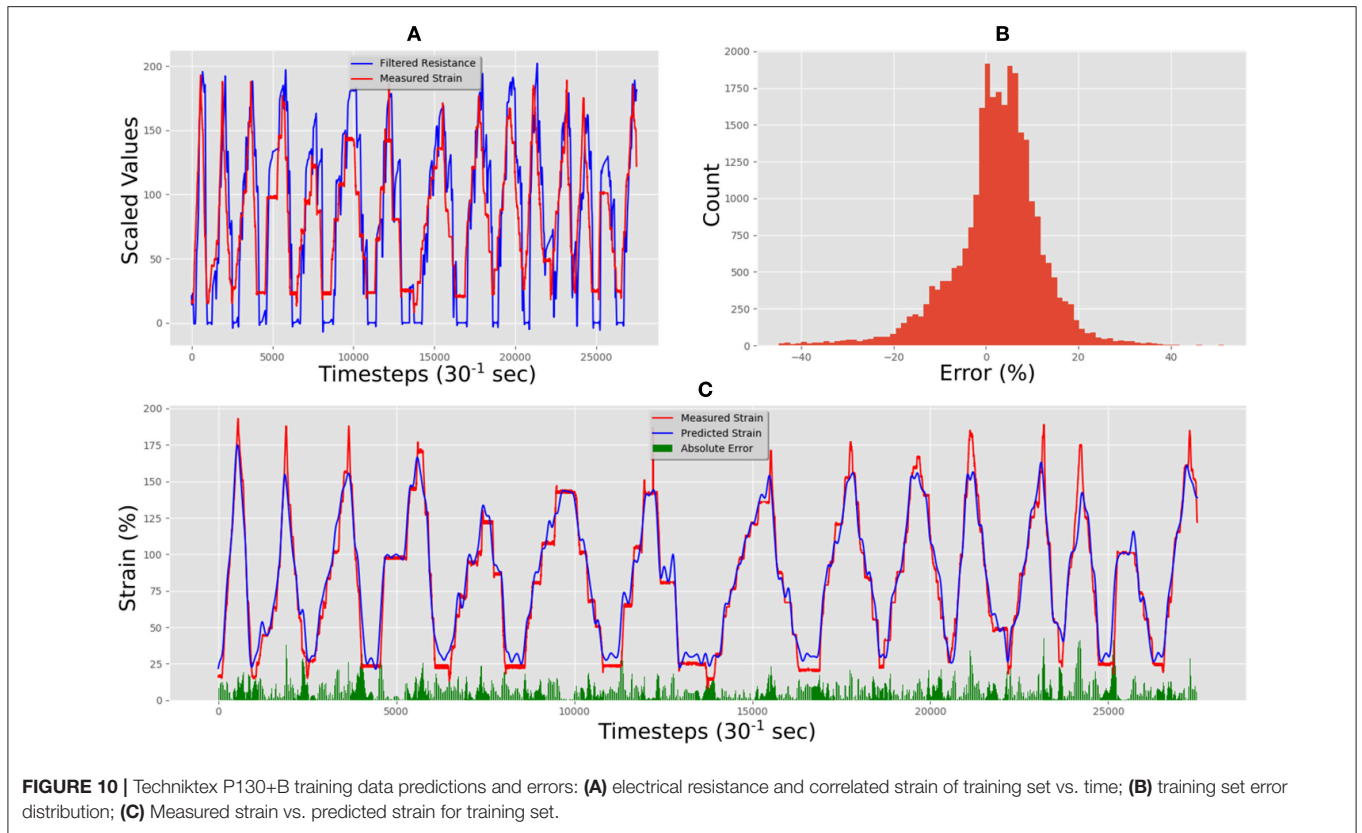 A
Filtered Resistance
Measured Strain
200
150
100
50
0
Scaled Values
0
5000
10000
15000
20000
25000
Timesteps (30⁻¹ sec)
B
2000
1750
1500
1250
1000
750
500
250
0
Count
−40
−20
0
20
40
Error (%)
C
Measured Strain
Predicted Strain
Absolute Error
200
175
150
125
100
75
50
25
0
Strain (%)
0
5000
10000
15000
20000
25000
Timesteps (30⁻¹ sec)
FIGURE 10 | Techniktex P130+B training data predictions and errors: (A) electrical resistance and correlated strain of training set vs. time; (B) training set error
distribution; (C) Measured strain vs. predicted strain for training set.